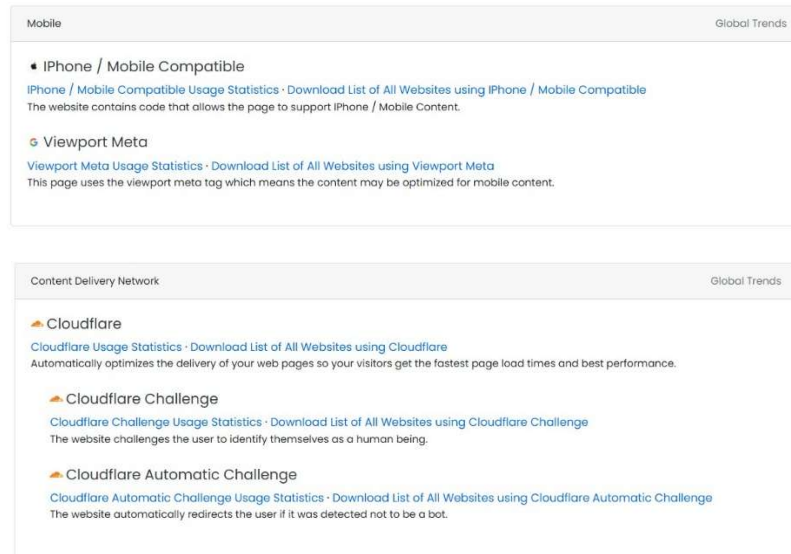 Mobile Global Trends
IPhone / Mobile Compatible
IPhone / Mobile Compatible Usage Statistics · Download List of All Websites using IPhone / Mobile Compatible
The website contains code that allows the page to support IPhone / Mobile Content.
Viewport Meta
Viewport Meta Usage Statistics · Download List of All Websites using Viewport Meta
This page uses the viewport meta tag which means the content may be optimized for mobile content.
Content Delivery Network Global Trends
Cloudflare
Cloudflare Usage Statistics · Download List of All Websites using Cloudflare
Automatically optimizes the delivery of your web pages so your visitors get the fastest page load times and best performance.
Cloudflare Challenge
Cloudflare Challenge Usage Statistics · Download List of All Websites using Cloudflare Challenge
The website challenges the user to identify themselves as a human being.
Cloudflare Automatic Challenge
Cloudflare Automatic Challenge Usage Statistics · Download List of All Websites using Cloudflare Automatic Challenge
The website automatically redirects the user if it was detected not to be a bot.